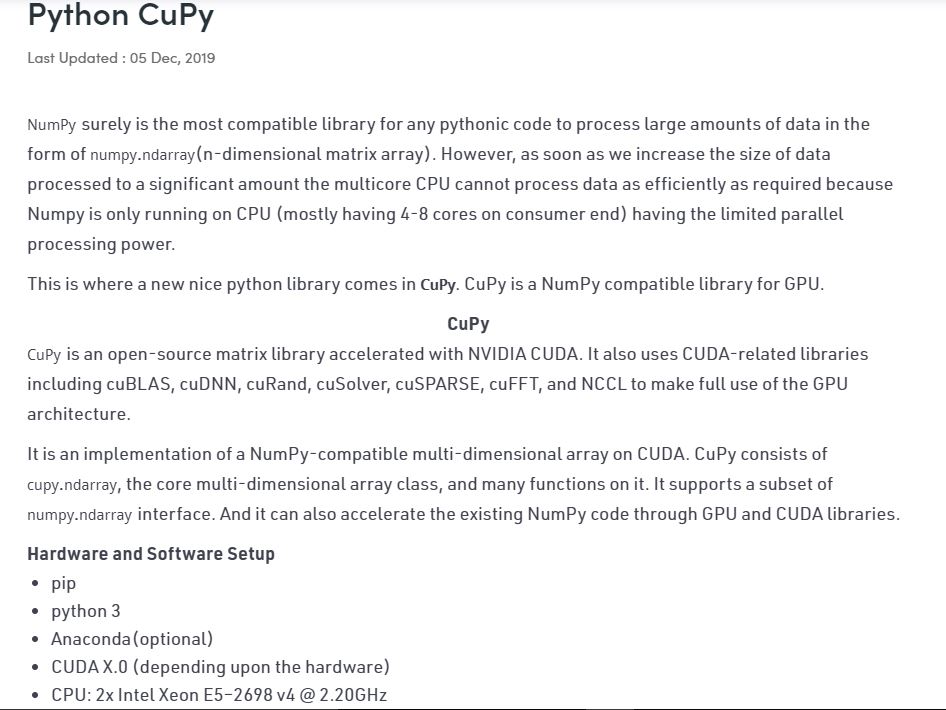 Python CuPy
Last Updated : 05 Dec, 2019
NumPy surely is the most compatible library for any pythonic code to process large amounts of data in the
form of numpy.ndarray(n-dimensional matrix array). However, as soon as we increase the size of data
processed to a significant amount the multicore CPU cannot process data as efficiently as required because
Numpy is only running on CPU (mostly having 4-8 cores on consumer end) having the limited parallel
processing power.
This is where a new nice python library comes in CuPy. CuPy is a NumPy compatible library for GPU.
CuPy
CuPy is an open-source matrix library accelerated with NVIDIA CUDA. It also uses CUDA-related libraries
including cuBLAS, cuDNN, cuRand, cuSolver, cuSPARSE, cuFFT, and NCCL to make full use of the GPU
architecture.
It is an implementation of a NumPy-compatible multi-dimensional array on CUDA. CuPy consists of
cupy.ndarray, the core multi-dimensional array class, and many functions on it. It supports a subset of
numpy.ndarray interface. And it can also accelerate the existing NumPy code through GPU and CUDA libraries.
Hardware and Software Setup
• pip
• python 3
• Anaconda(optional)
• CUDA X.0 (depending upon the hardware)
• CPU: 2x Intel Xeon E5–2698 v4 @ 2.20GHz